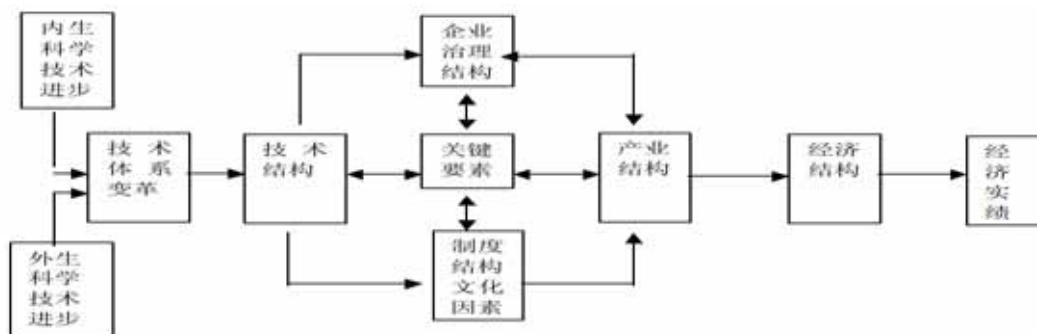 内生
科学
技术
进步
外生
科学
技术
进步
技术
体系
变革
技术
结构
企业
治理
结构
关键
要素
制度
结构
文化
因素
产业
结构
经济
结构
经
济
实
绩